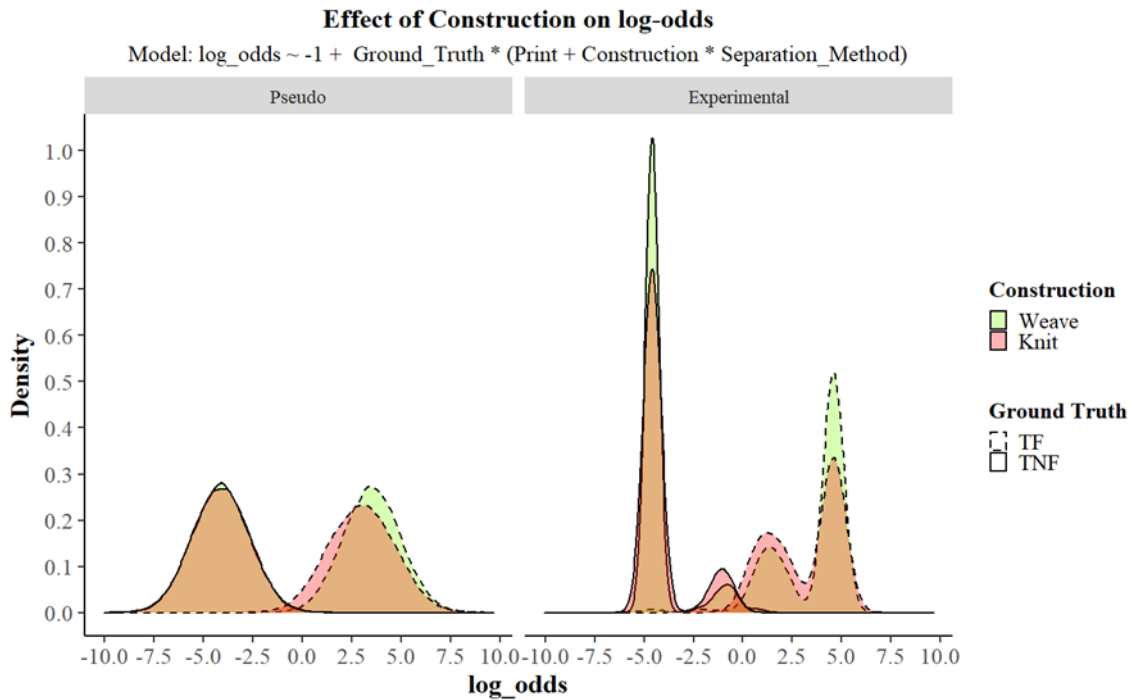 Effect of Construction on log-odds
Model: log_odds ~ -1 + Ground_Truth * (Print + Construction * Separation_Method)
Pseudo
Experimental
1.0
0.9
0.8
0.7
0.6
0.5
0.4
0.3
0.2
0.1
0.0
Density
-10.0 -7.5 -5.0 -2.5 0.0 2.5 5.0 7.5 10.0
-10.0 -7.5 -5.0 -2.5 0.0 2.5 5.0 7.5 10.0
log_odds
Construction
Weave
Knit
Ground Truth
TF
TNF